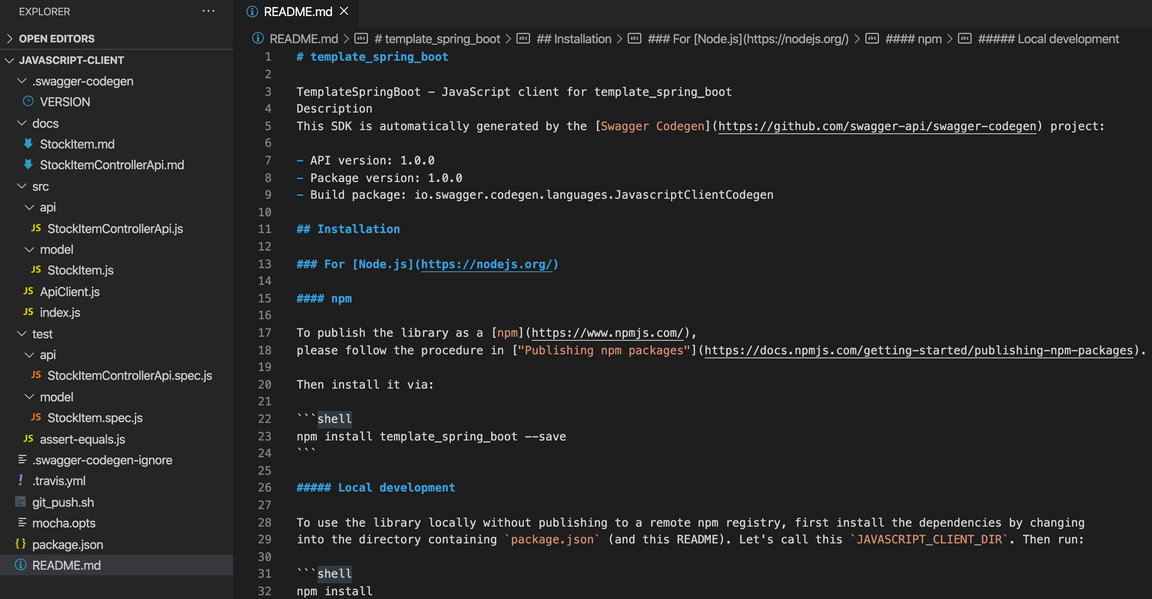 EXPLORER
···
OPEN EDITORS
JAVASCRIPT-CLIENT
.swagger-codegen
VERSION
docs
StockItem.md
StockItemControllerApi.md
src
api
JS StockItemControllerApi.js
model
JS StockItem.js
JS ApiClient.js
JS index.js
test
api
JS StockItemControllerApi.spec.js
model
JS StockItem.spec.js
JS assert-equals.js
.swagger-codegen-ignore
! .travis.yml
git_push.sh
mocha.opts
{} package.json
README.md
README.md ×
README.md > # template_spring_boot > ## Installation > ### For [Node.js](https://nodejs.org/) > #### npm > ##### Local development
1 # template_spring_boot
2
3 TemplateSpringBoot – JavaScript client for template_spring_boot
4 Description
5 This SDK is automatically generated by the [Swagger Codegen](https://github.com/swagger-api/swagger-codegen) project:
6
7 - API version: 1.0.0
8 - Package version: 1.0.0
9 - Build package: io.swagger.codegen.languages.JavascriptClientCodegen
10
11 ## Installation
12
13 ### For [Node.js](https://nodejs.org/)
14
15 #### npm
16
17 To publish the library as a [npm](https://www.npmjs.com/),
18 please follow the procedure in ["Publishing npm packages"](https://docs.npmjs.com/getting-started/publishing-npm-packages).
19
20 Then install it via:
21
22 ```shell
23 npm install template_spring_boot --save
24 ```
25
26 ##### Local development
27
28 To use the library locally without publishing to a remote npm registry, first install the dependencies by changing
29 into the directory containing `package.json` (and this README). Let's call this `JAVASCRIPT_CLIENT_DIR`. Then run:
30
31 ```shell
32 npm install